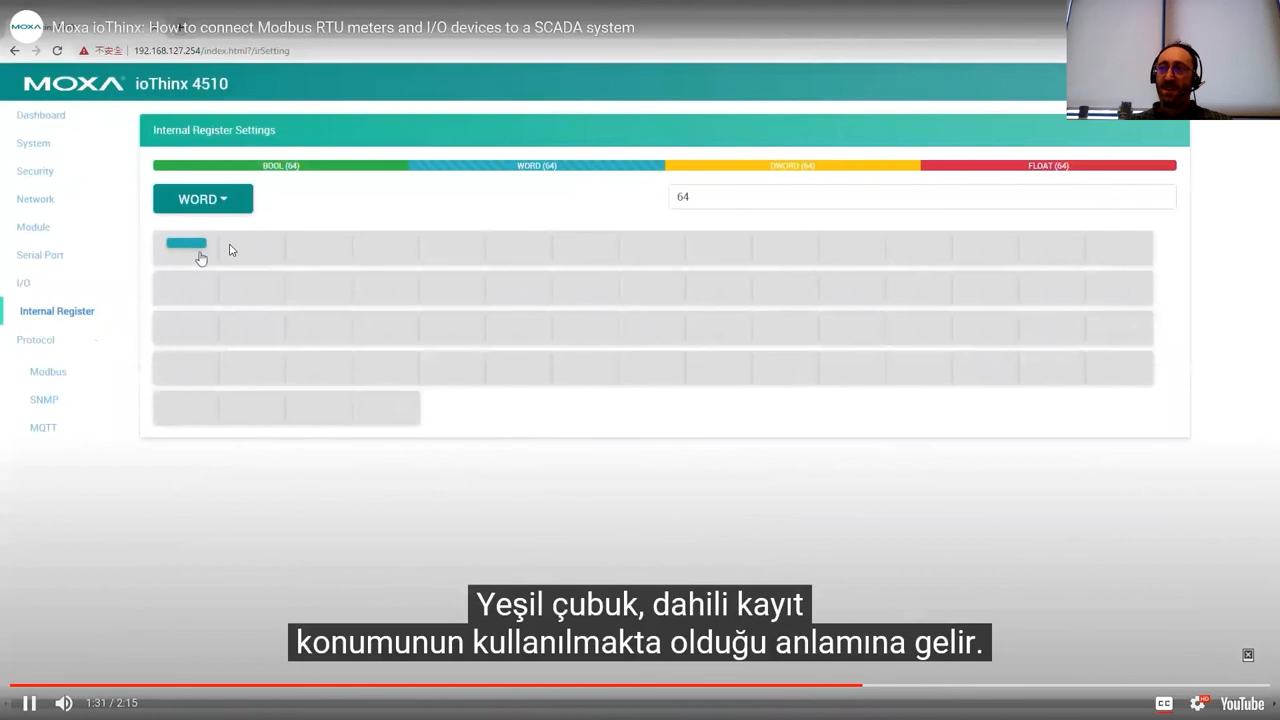 MOXA
Moxa ioThinx: How to connect Modbus RTU meters and I/O devices to a SCADA system
不安全
192.168.127.254/index.html?/irSetting
MOXA ioThinx 4510
Dashboard
System
Security
Network
Module
Serial Port
I/O
Internal Register
Protocol
Modbus
SNMP
MQTT
Internal Register Settings
BOOL (64)
WORD (64)
DWORD (64)
FLOAT (64)
WORD
64
Yeşil çubuk, dahili kayıt
konumunun kullanılmakta olduğu anlamına gelir.
1:31 / 2:15
CC
HD
YouTube